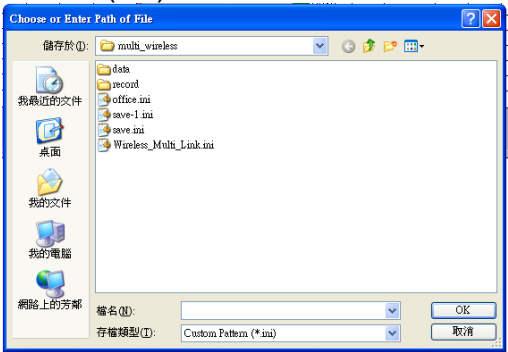 Choose or Enter Path of File
儲存於(I):
multi_wireless
data
record
office.ini
save-1.ini
save.ini
Wireless_Multi_Link.ini
我最近的文件
桌面
我的文件
我的電腦
網路上的芳鄰
檔名(N):
OK
存檔類型(T):
Custom Pattern (*.ini)
取消